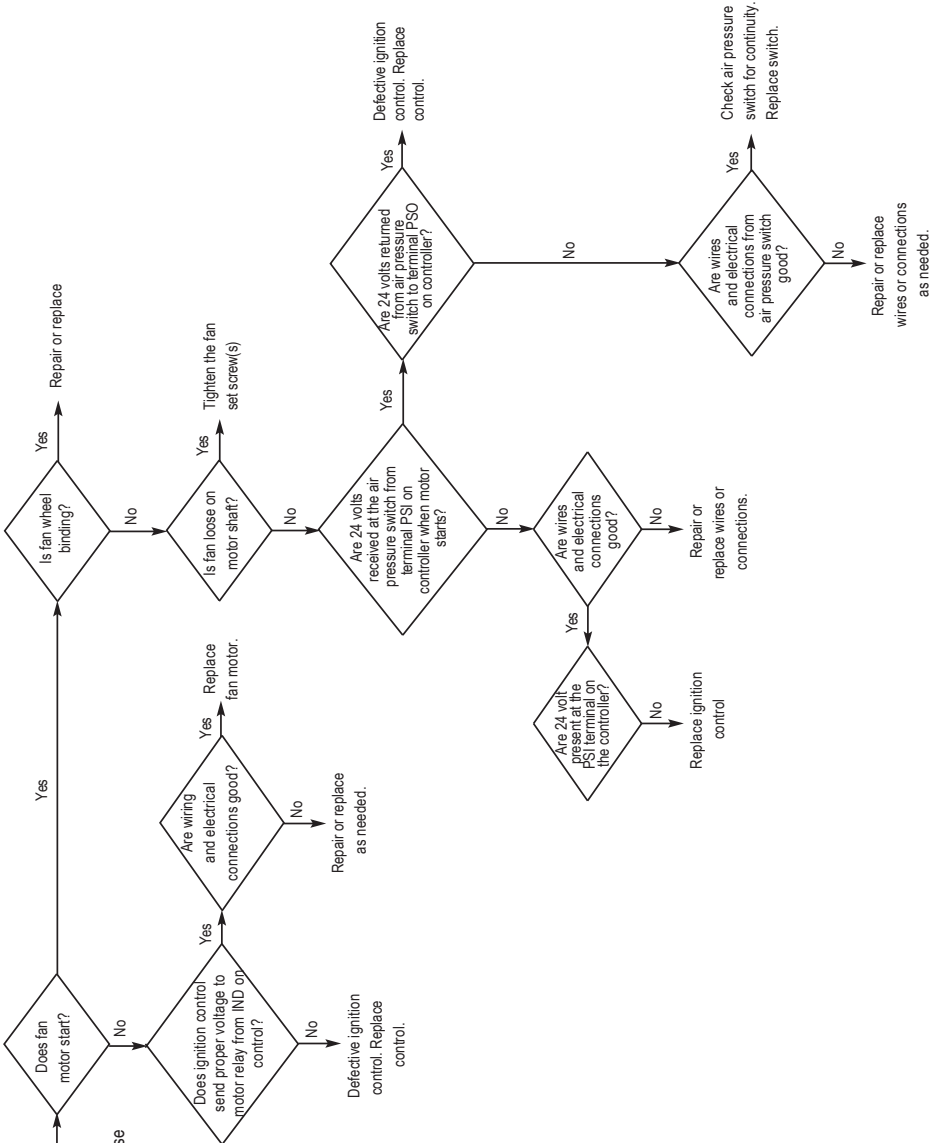 Does fan
motor start?
Yes
No
Is fan wheel
binding?
Yes
Repair or replace
No
Is fan loose on
motor shaft?
Yes
Tighten the fan
set screw(s)
No
Does ignition control
send proper voltage to
motor relay from IND on
control?
Yes
No
Defective ignition
control. Replace
control.
Are wiring
and electrical
connections good?
Yes
Replace
fan motor.
No
Repair or replace
as needed.
Are 24 volts
received at the air
pressure switch from
terminal PSI on
controller when motor
starts?
Yes
No
Are 24 volts returned
from air pressure
switch to terminal PSO
on controller?
Yes
Defective ignition
control. Replace
control.
No
Are wires
and electrical
connections from
air pressure switch
good?
Yes
Check air pressure
switch for continuity.
Replace switch.
No
Repair or replace
wires or connections
as needed.
Are wires
and electrical
connections
good?
Yes
No
Repair or
replace wires or
connections.
Are 24 volt
present at the
PSI terminal on
the controller?
No
Replace ignition
control
se